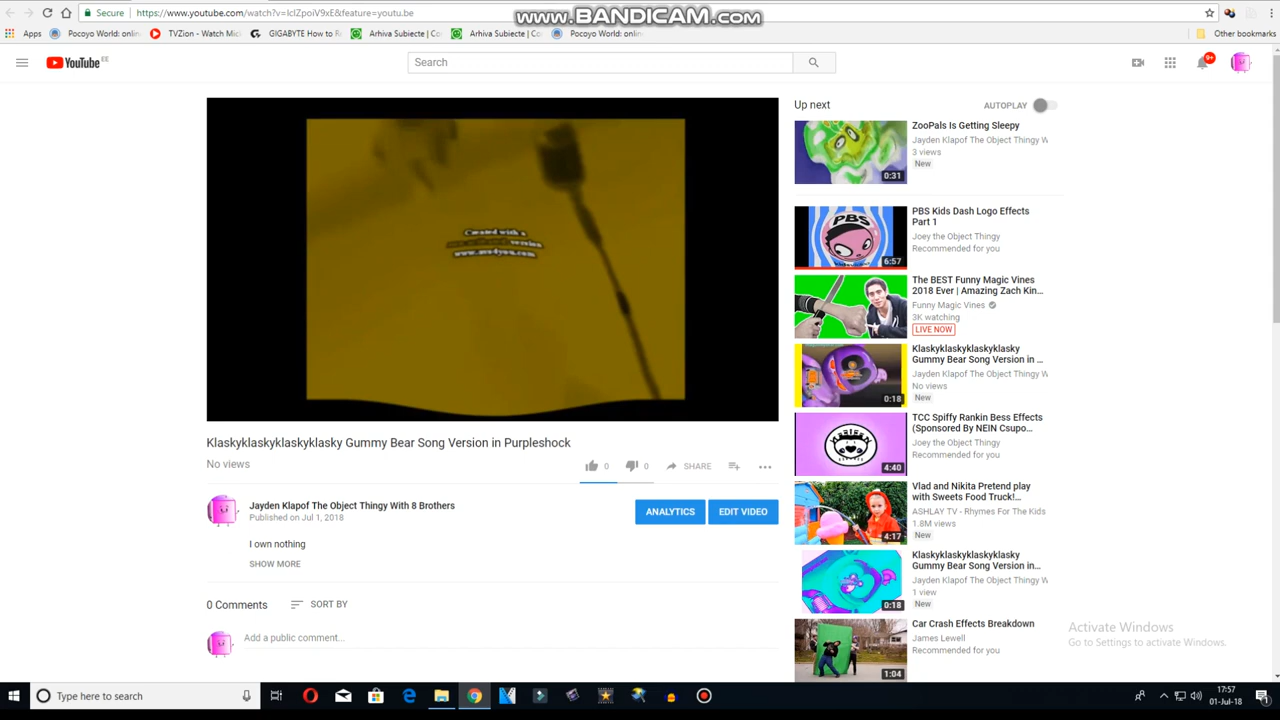 Secure
https://www.youtube.com/watch?v=IcIZpoiV9xE&feature=youtu.be
www.BANDICAM.com
Apps
Pocoyo World: onlin
TVZion - Watch Mic
GIGABYTE How to R
Arhiva Subiecte | Co
Arhiva Subiecte | Co
Pocoyo World: onlin
Other bookmarks
YouTube
Search
9+
Created with a
version
Klaskyklaskyklaskyklasky Gummy Bear Song Version in Purpleshock
No views
0
0
SHARE
Jayden Klapof The Object Thingy With 8 Brothers
Published on Jul 1, 2018
ANALYTICS
EDIT VIDEO
I own nothing
SHOW MORE
0 Comments
SORT BY
Add a public comment...
Up next
AUTOPLAY
0:31
ZooPals Is Getting Sleepy
Jayden Klapof The Object Thingy W
3 views
New
PBS
6:57
PBS Kids Dash Logo Effects
Part 1
Joey the Object Thingy
Recommended for you
The BEST Funny Magic Vines
2018 Ever | Amazing Zach Kin...
Funny Magic Vines
3K watching
LIVE NOW
0:18
Klaskyklaskyklaskyklasky
Gummy Bear Song Version in ...
Jayden Klapof The Object Thingy W
No views
New
4:40
TCC Spiffy Rankin Bess Effects
(Sponsored By NEIN Csupo...
Joey the Object Thingy
Recommended for you
4:17
Vlad and Nikita Pretend play
with Sweets Food Truck!...
ASHLAY TV - Rhymes For The Kids
1.8M views
New
0:18
Klaskyklaskyklaskyklasky
Gummy Bear Song Version in...
Jayden Klapof The Object Thingy W
1 view
New
1:04
Car Crash Effects Breakdown
James Lewell
Recommended for you
Activate Windows
Go to Settings to activate Windows.
Type here to search
17:57
01-Jul-18
1